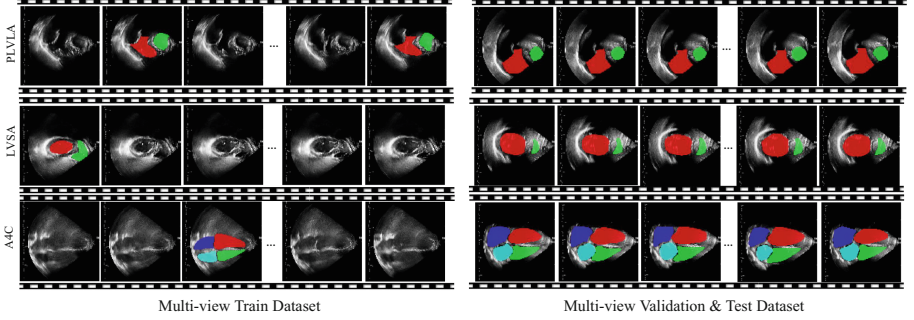 PLVLA
...
...
LVSA
...
...
A4C
...
...
Multi-view Train Dataset
Multi-view Validation & Test Dataset